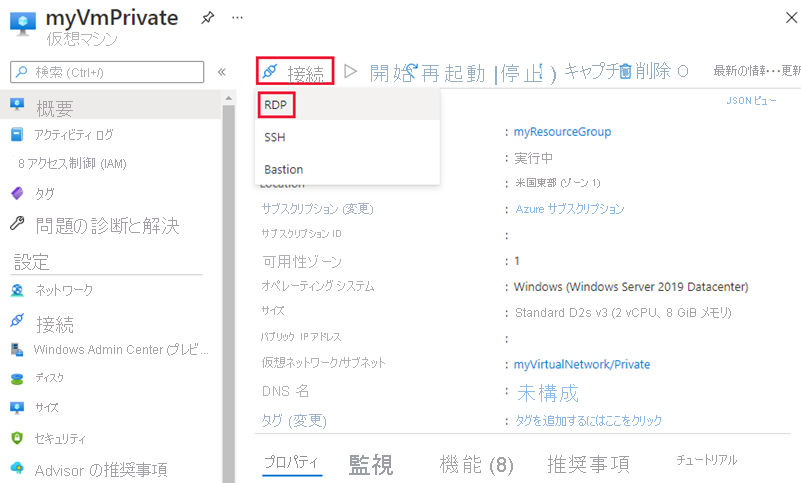 myVmPrivate
仮想マシン
検索 (Ctrl+/)
概要
アクティビティ ログ
8 アクセス制御 (IAM)
タグ
問題の診断と解決
設定
ネットワーク
接続
Windows Admin Center (プレビ...
ディスク
サイズ
セキュリティ
Advisor の推奨事項
接続 開始 再起動 |停止 ) キャプチ 削除 O 最新の情…更新
RDP
SSH
Bastion
JSON ビュー
: myResourceGroup
: 実行中
Location : 米国東部 (ゾーン 1)
サブスクリプション (変更) : Azure サブスクリプション
サブスクリプション ID :
可用性ゾーン : 1
オペレーティング システム : Windows (Windows Server 2019 Datacenter)
サイズ : Standard D2s v3 (2 vCPU、8 GiB メモリ)
パブリック IP アドレス :
仮想ネットワーク/サブネット : myVirtualNetwork/Private
DNS 名 : 未構成
タグ (変更) : タグを追加するにはここをクリック
プロパティ 監視 機能 (8) 推奨事項 チュートリアル